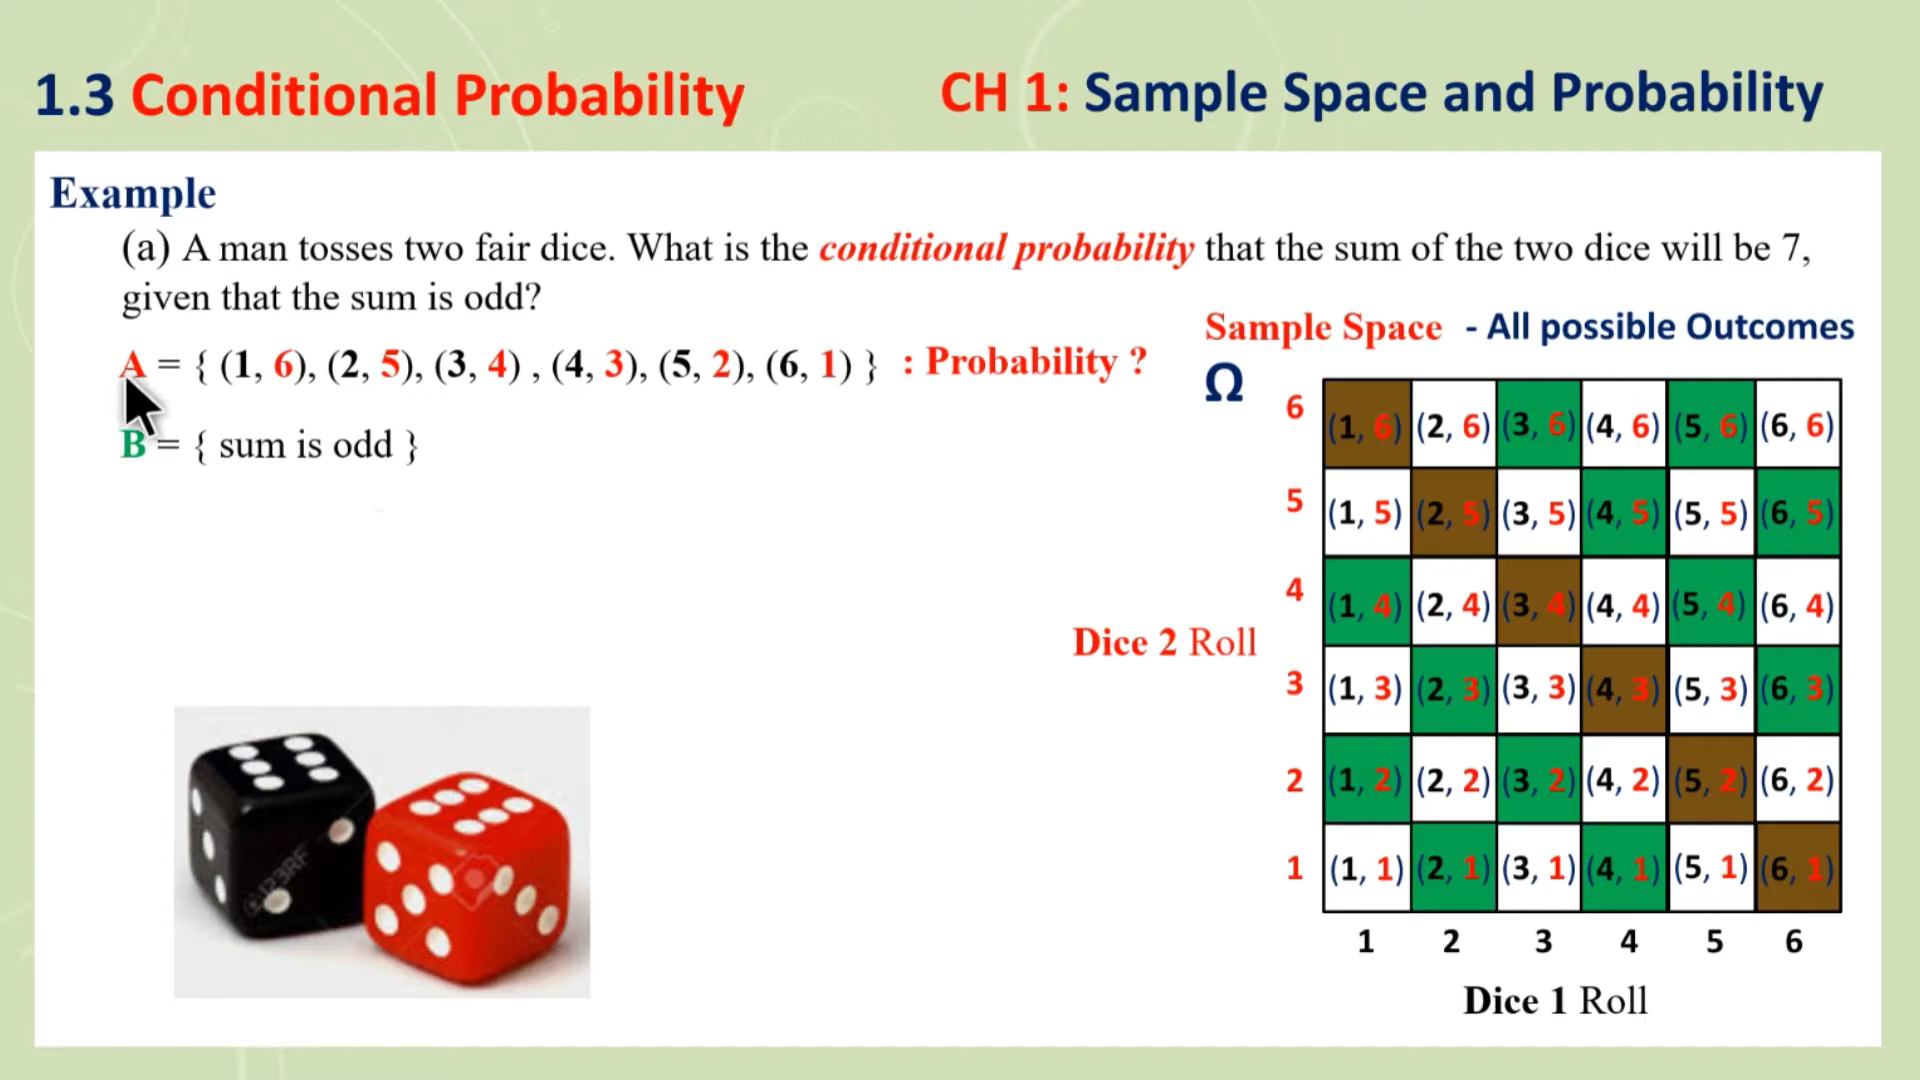 1.3 Conditional Probability
CH 1: Sample Space and Probability
Example
(a) A man tosses two fair dice. What is the conditional probability that the sum of the two dice will be 7,
given that the sum is odd?
A = { (1, 6), (2, 5), (3, 4) , (4, 3), (5, 2), (6, 1) } : Probability ?
B = { sum is odd }
Sample Space - All possible Outcomes
Ω
6 (1, 6) (2, 6) (3, 6) (4, 6) (5, 6) (6, 6)
5 (1, 5) (2, 5) (3, 5) (4, 5) (5, 5) (6, 5)
4 (1, 4) (2, 4) (3, 4) (4, 4) (5, 4) (6, 4)
Dice 2 Roll
3 (1, 3) (2, 3) (3, 3) (4, 3) (5, 3) (6, 3)
2 (1, 2) (2, 2) (3, 2) (4, 2) (5, 2) (6, 2)
1 (1, 1) (2, 1) (3, 1) (4, 1) (5, 1) (6, 1)
1 2 3 4 5 6
Dice 1 Roll
123RF